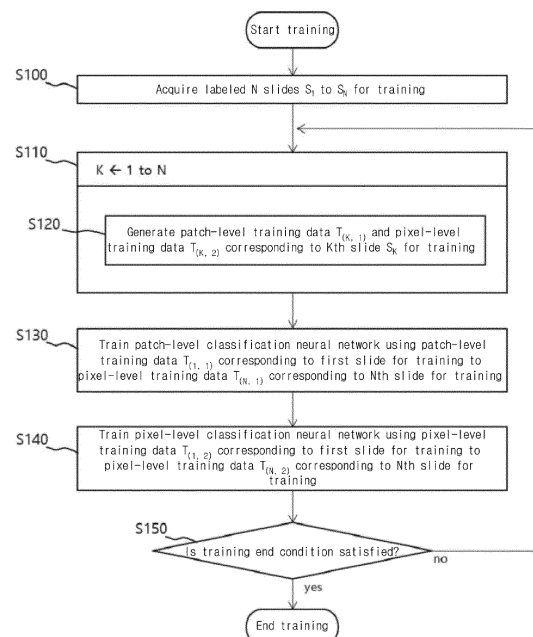 Start training
S100
Acquire labeled N slides S₁ to Sₙ for training
S110
K ← 1 to N
S120
Generate patch-level training data T(K, 1) and pixel-level
training data T(K, 2) corresponding to Kth slide Sₖ for training
S130
Train patch-level classification neural network using patch-level
training data T(1, 1) corresponding to first slide for training to
pixel-level training data T(N, 1) corresponding to Nth slide for training
S140
Train pixel-level classification neural network using pixel-level
training data T(1, 2) corresponding to first slide for training to
pixel-level training data T(N, 2) corresponding to Nth slide for
training
S150
Is training end condition satisfied?
no
yes
End training